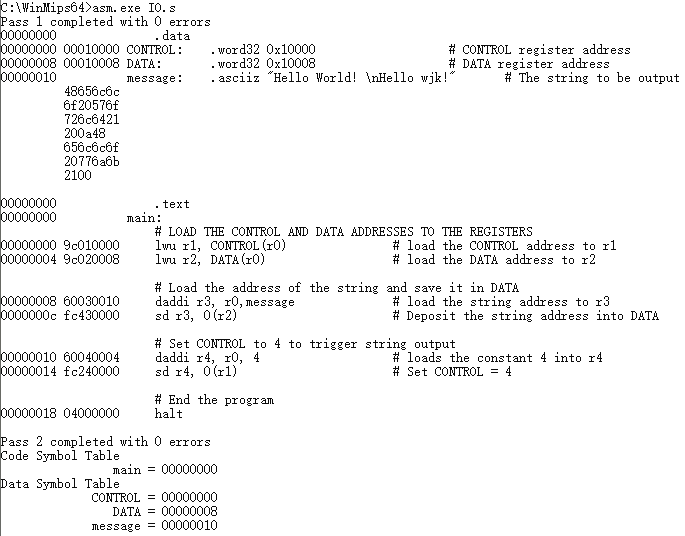 C:\WinMips64>asm.exe IO.s
Pass 1 completed with 0 errors
00000000 .data
00000000 00010000 CONTROL: .word32 0x10000 # CONTROL register address
00000008 00010008 DATA: .word32 0x10008 # DATA register address
00000010 message: .asciiz "Hello World! \nHello wjk!" # The string to be output
48656c6c
6f20576f
726c6421
200a48
656c6c6f
20776a6b
2100
00000000 .text
00000000 main:
# LOAD THE CONTROL AND DATA ADDRESSES TO THE REGISTERS
00000000 9c010000 lwu r1, CONTROL(r0) # load the CONTROL address to r1
00000004 9c020008 lwu r2, DATA(r0) # load the DATA address to r2
# Load the address of the string and save it in DATA
00000008 60030010 daddi r3, r0,message # load the string address to r3
0000000c fc430000 sd r3, 0(r2) # Deposit the string address into DATA
# Set CONTROL to 4 to trigger string output
00000010 60040004 daddi r4, r0, 4 # loads the constant 4 into r4
00000014 fc240000 sd r4, 0(r1) # Set CONTROL = 4
# End the program
00000018 04000000 halt
Pass 2 completed with 0 errors
Code Symbol Table
main = 00000000
Data Symbol Table
CONTROL = 00000000
DATA = 00000008
message = 00000010